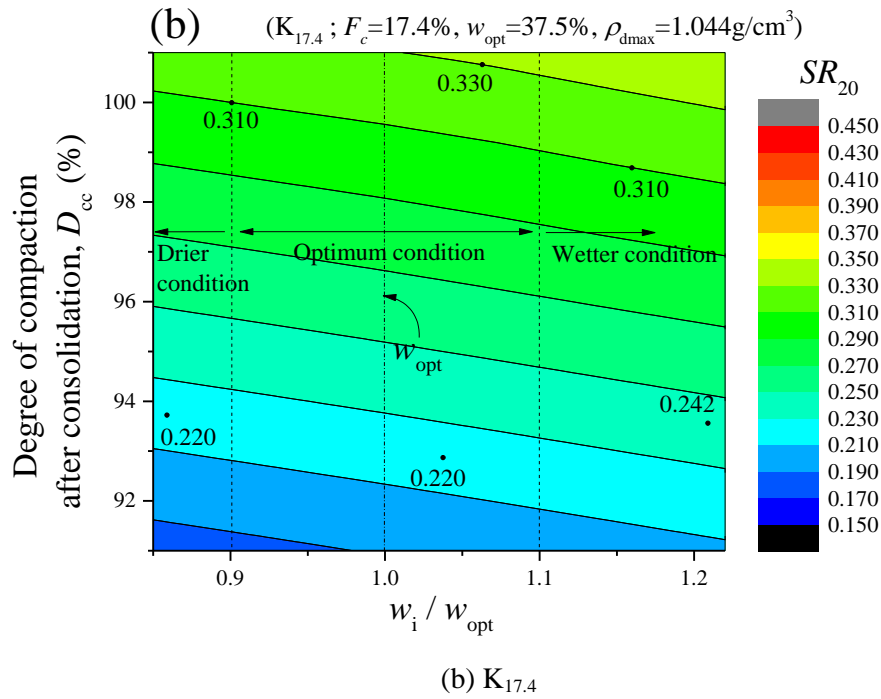 (b) (K17.4 ; Fc=17.4%, wopt=37.5%, ρdmax=1.044g/cm³)
SR20
Degree of compaction
after consolidation, Dcc (%)
100
98
96
94
92
0.330
0.310
0.310
Drier
condition
Optimum condition
Wetter condition
wopt
0.242
0.220
0.220
0.450
0.430
0.410
0.390
0.370
0.350
0.330
0.310
0.290
0.270
0.250
0.230
0.210
0.190
0.170
0.150
0.9 1.0 1.1 1.2
wi / wopt
(b) K17.4